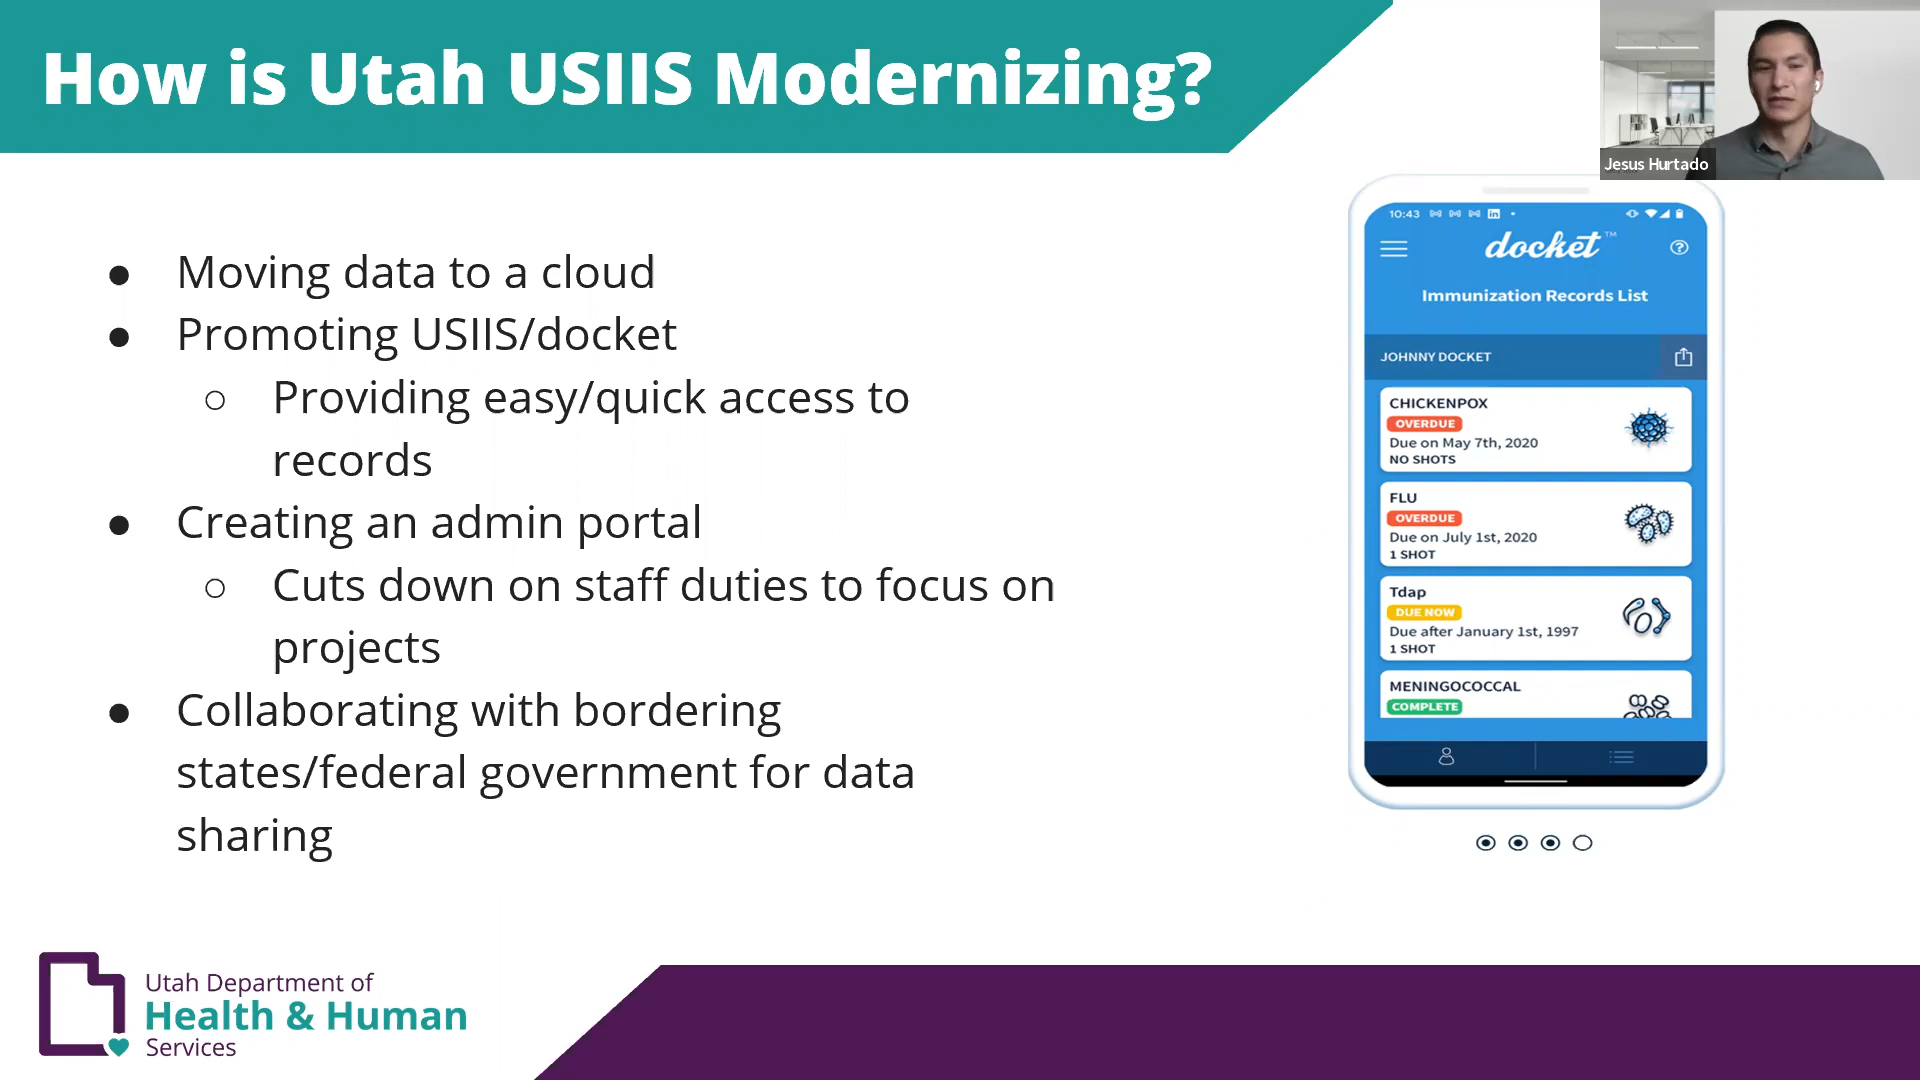 How is Utah USIIS Modernizing?
Jesus Hurtado
● Moving data to a cloud
● Promoting USIIS/docket
○ Providing easy/quick access to
records
● Creating an admin portal
○ Cuts down on staff duties to focus on
projects
● Collaborating with bordering
states/federal government for data
sharing
10:43
docket™
Immunization Records List
JOHNNY DOCKET
CHICKENPOX
OVERDUE
Due on May 7th, 2020
NO SHOTS
FLU
OVERDUE
Due on July 1st, 2020
1 SHOT
Tdap
DUE NOW
Due after January 1st, 1997
1 SHOT
MENINGOCOCCAL
COMPLETE
Utah Department of
Health & Human
Services